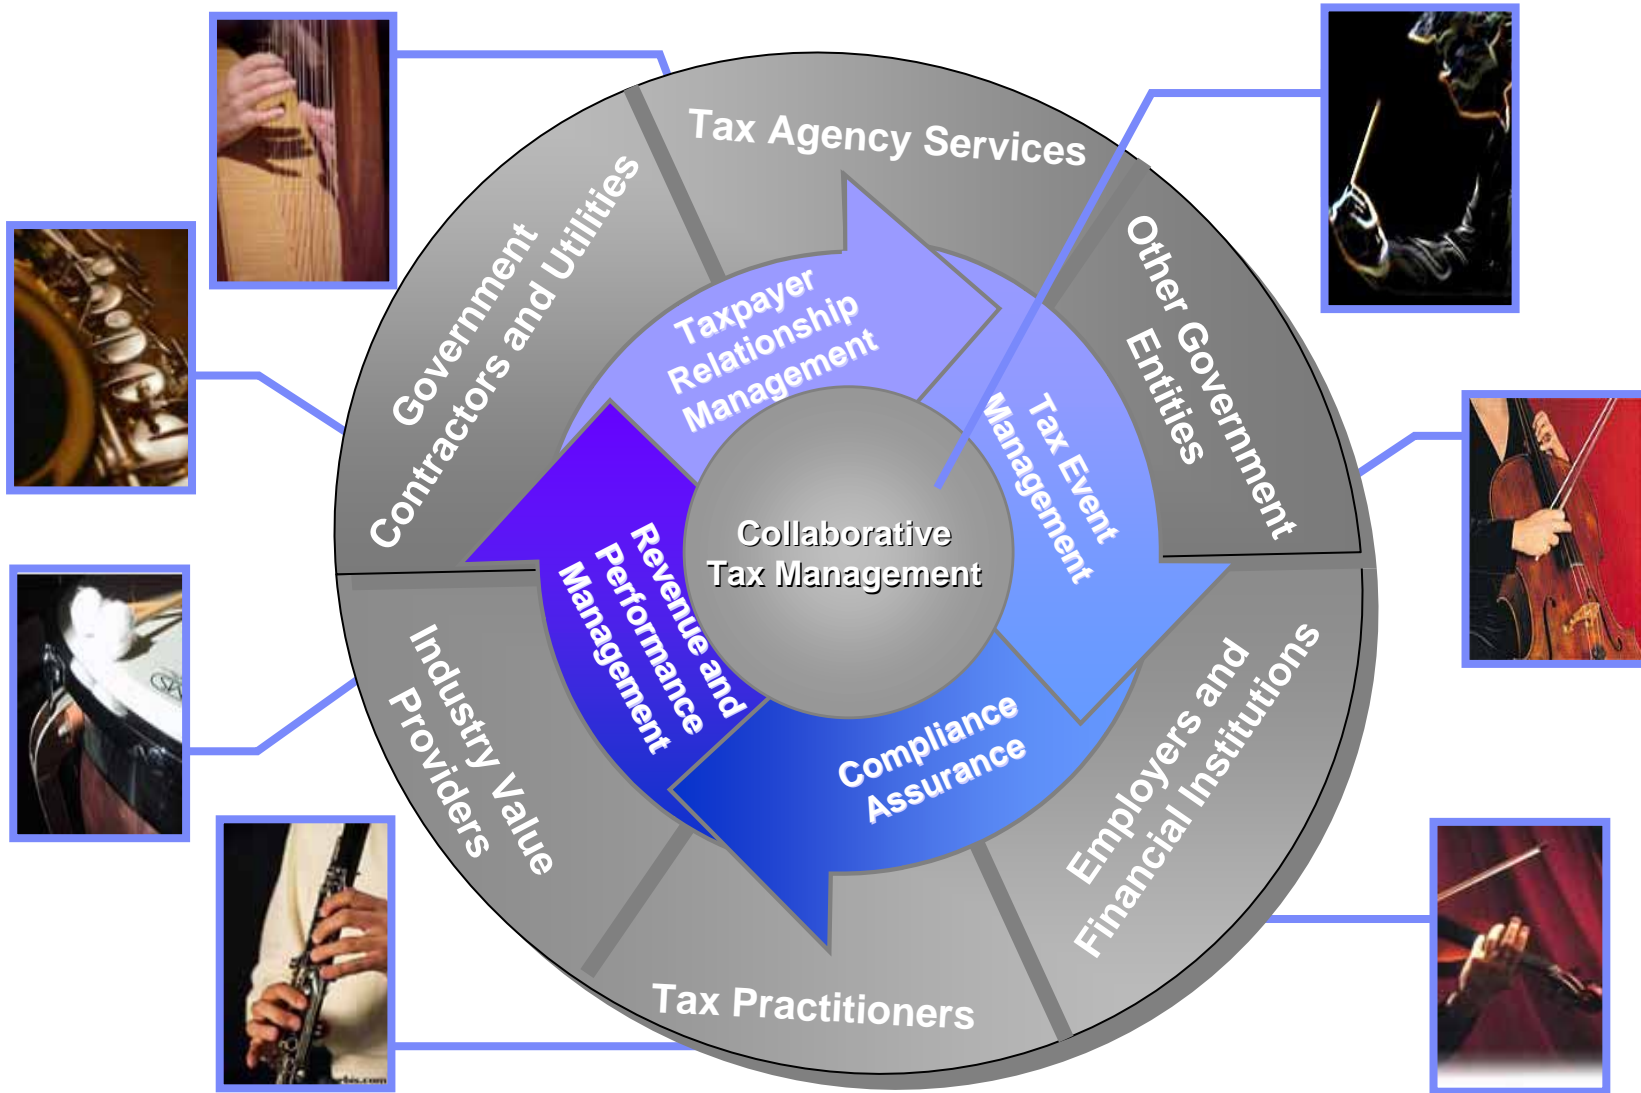 Tax Agency Services
Other Government
Entities
Employers and
Financial Institutions
Tax Practitioners
Industry Value
Providers
Government
Contractors and Utilities
Taxpayer
Relationship
Management
Tax Event
Management
Compliance
Assurance
Revenue and
Performance
Management
Collaborative
Tax Management